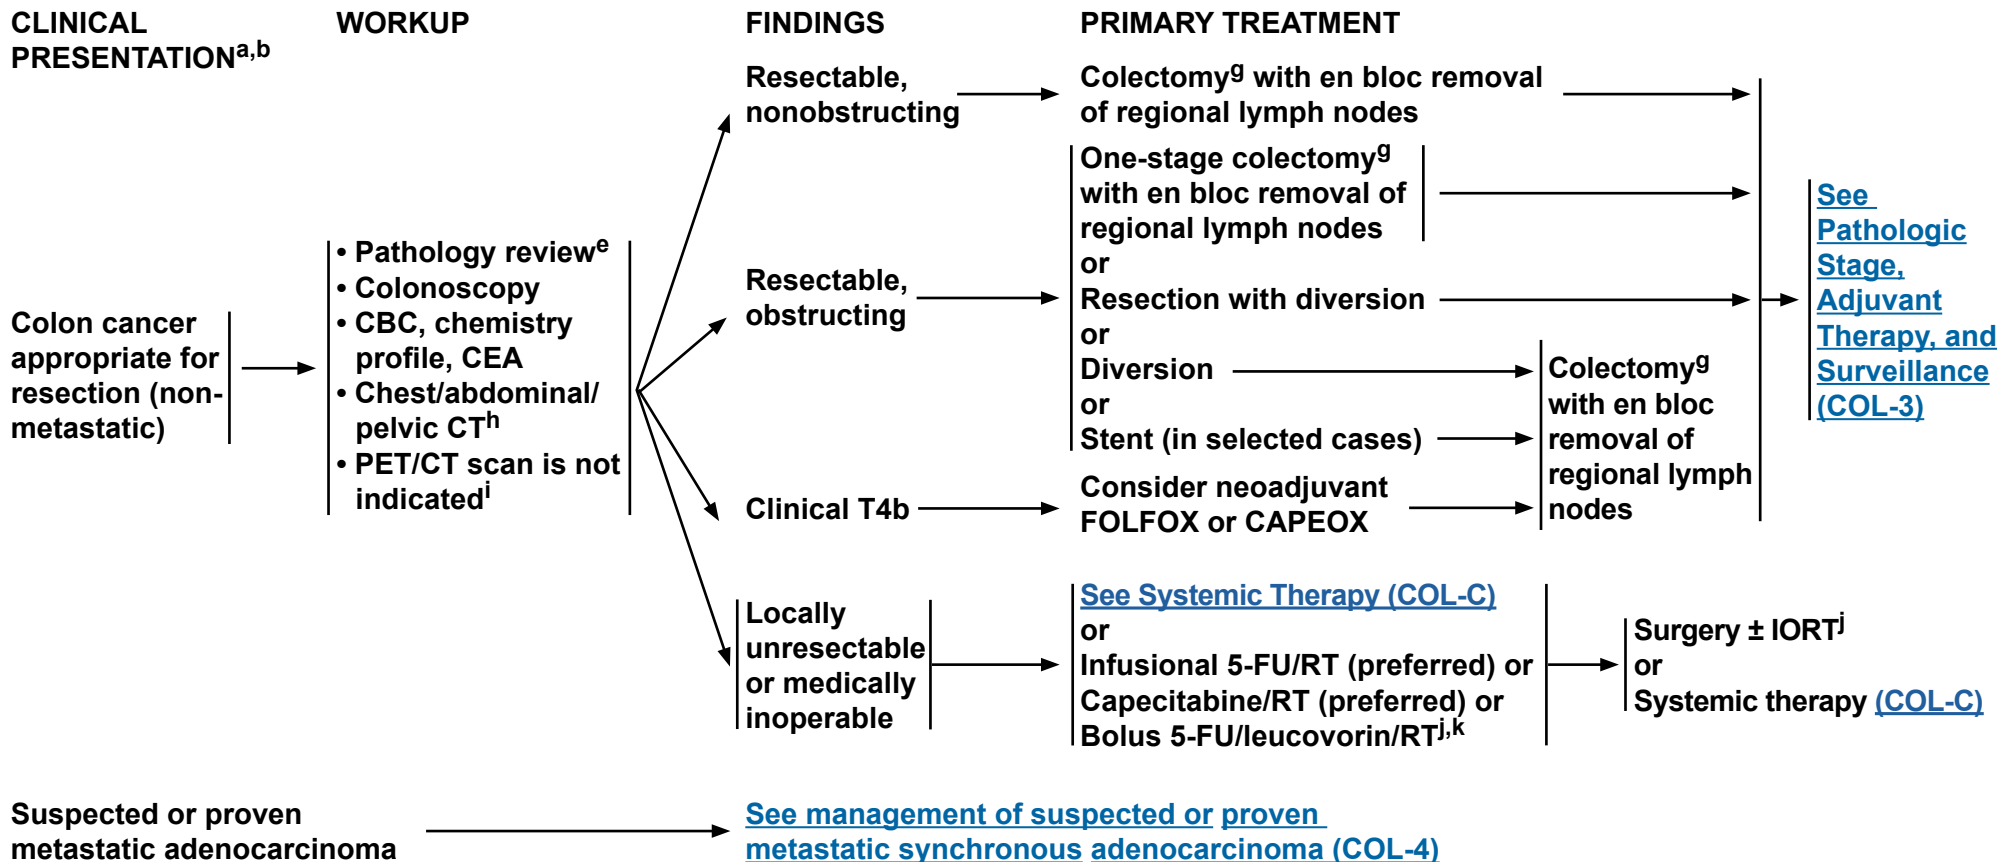 CLINICAL
PRESENTATIONa,b
WORKUP
FINDINGS
PRIMARY TREATMENT
Colon cancer
appropriate for
resection (non-
metastatic)
• Pathology reviewe
• Colonoscopy
• CBC, chemistry
profile, CEA
• Chest/abdominal/
pelvic CTh
• PET/CT scan is not
indicatedi
Resectable,
nonobstructing
Colectomyg with en bloc removal
of regional lymph nodes
Resectable,
obstructing
One-stage colectomyg
with en bloc removal of
regional lymph nodes
or
Resection with diversion
or
Diversion
or
Stent (in selected cases)
Clinical T4b
Consider neoadjuvant
FOLFOX or CAPEOX
Colectomyg
with en bloc
removal of
regional lymph
nodes
See
Pathologic
Stage,
Adjuvant
Therapy, and
Surveillance
(COL-3)
Locally
unresectable
or medically
inoperable
See Systemic Therapy (COL-C)
or
Infusional 5-FU/RT (preferred) or
Capecitabine/RT (preferred) or
Bolus 5-FU/leucovorin/RTj,k
Surgery ± IORTj
or
Systemic therapy (COL-C)
Suspected or proven
metastatic adenocarcinoma
See management of suspected or proven
metastatic synchronous adenocarcinoma (COL-4)